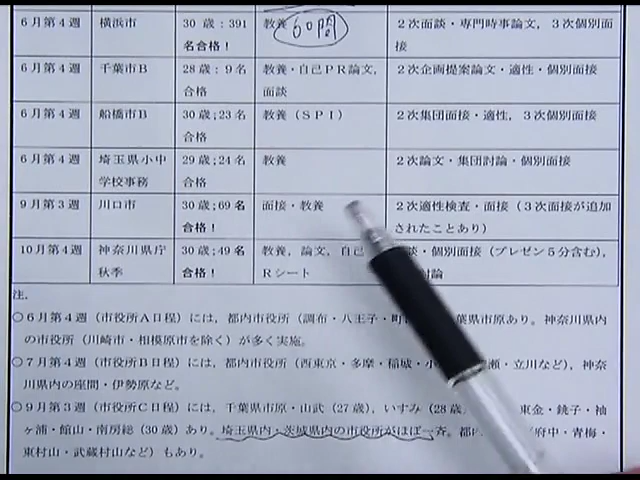 ６月第４週 横浜市 30歳：391名合格！ 教養 60問 ２次面談・専門時事論文，３次個別面接
６月第４週 千葉市Ｂ 28歳：９名合格 教養・自己ＰＲ論文，面談 ２次企画提案論文・適性・個別面接
６月第４週 船橋市Ｂ 30歳;23名合格 教養（ＳＰＩ） ２次集団面接・適性，３次個別面接
６月第４週 埼玉県小中学校事務 29歳;24名合格 教養 ２次論文・集団討論・個別面接
９月第３週 川口市 30歳;69名合格！ 面接・教養 ２次適性検査・面接（３次面接が追加されたことあり）
10月第４週 神奈川県庁秋季 30歳;49名合格！ 教養，論文，自己 Ｒシート 談・個別面接（プレゼン５分含む），討論
注．
○６月第４週（市役所Ａ日程）には，都内市役所（調布・八王子・町 葉県市原あり。神奈川県内
の市役所（川崎市・相模原市を除く）が多く実施。
○７月第４週（市役所Ｂ日程）には，都内市役所（西東京・多摩・稲城・小 瀬・立川など），神奈
川県内の座間・伊勢原など。
○９月第３週（市役所Ｃ日程）には，千葉県市原・山武（27歳），いすみ（28歳 東金・銚子・袖
ヶ浦・館山・南房総（30歳）あり。埼玉県内・茨城県内の市役所がほぼ一斉。都 府中・青梅・
東村山・武蔵村山など）もあり。